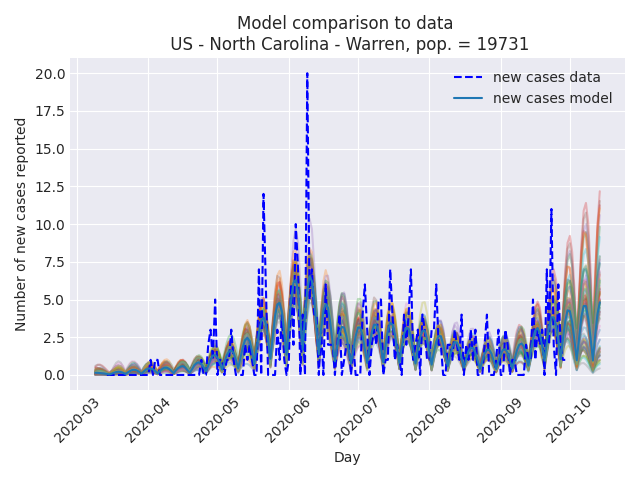 Model comparison to data
US - North Carolina - Warren, pop. = 19731
new cases data
new cases model
Number of new cases reported
20.0
17.5
15.0
12.5
10.0
7.5
5.0
2.5
0.0
2020-03
2020-04
2020-05
2020-06
2020-07
2020-08
2020-09
2020-10
Day